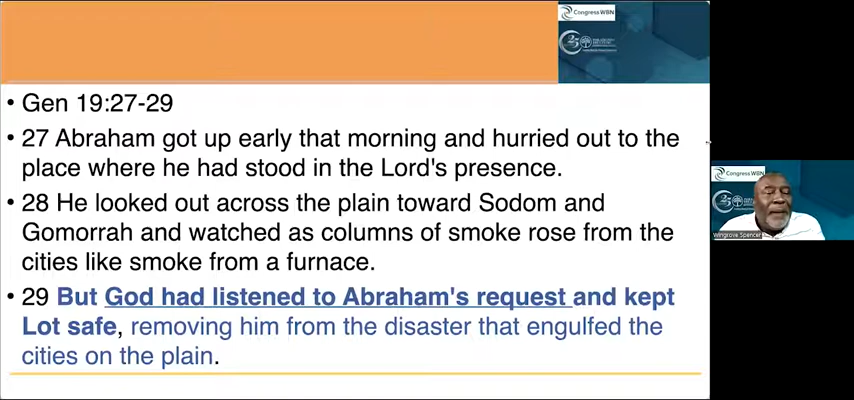 Congress WBN
25
• Gen 19:27-29
• 27 Abraham got up early that morning and hurried out to the
place where he had stood in the Lord's presence.
• 28 He looked out across the plain toward Sodom and
Gomorrah and watched as columns of smoke rose from the
cities like smoke from a furnace.
• 29 But God had listened to Abraham's request and kept
Lot safe, removing him from the disaster that engulfed the
cities on the plain.
Congress WBN
25
Wingrove Spencer